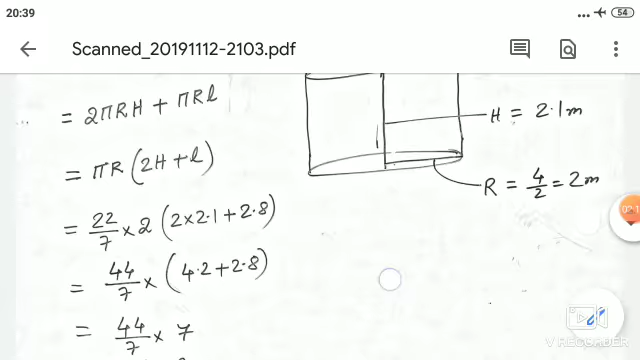 20:39
... 54
Scanned_20191112-2103.pdf
= 2πRH + πRl
H = 2.1m
= πR (2H + l)
R = 4/2 = 2m
= 22/7 × 2 (2×2.1 + 2.8)
= 44/7 × (4.2 + 2.8)
= 44/7 × 7
V RECORDER